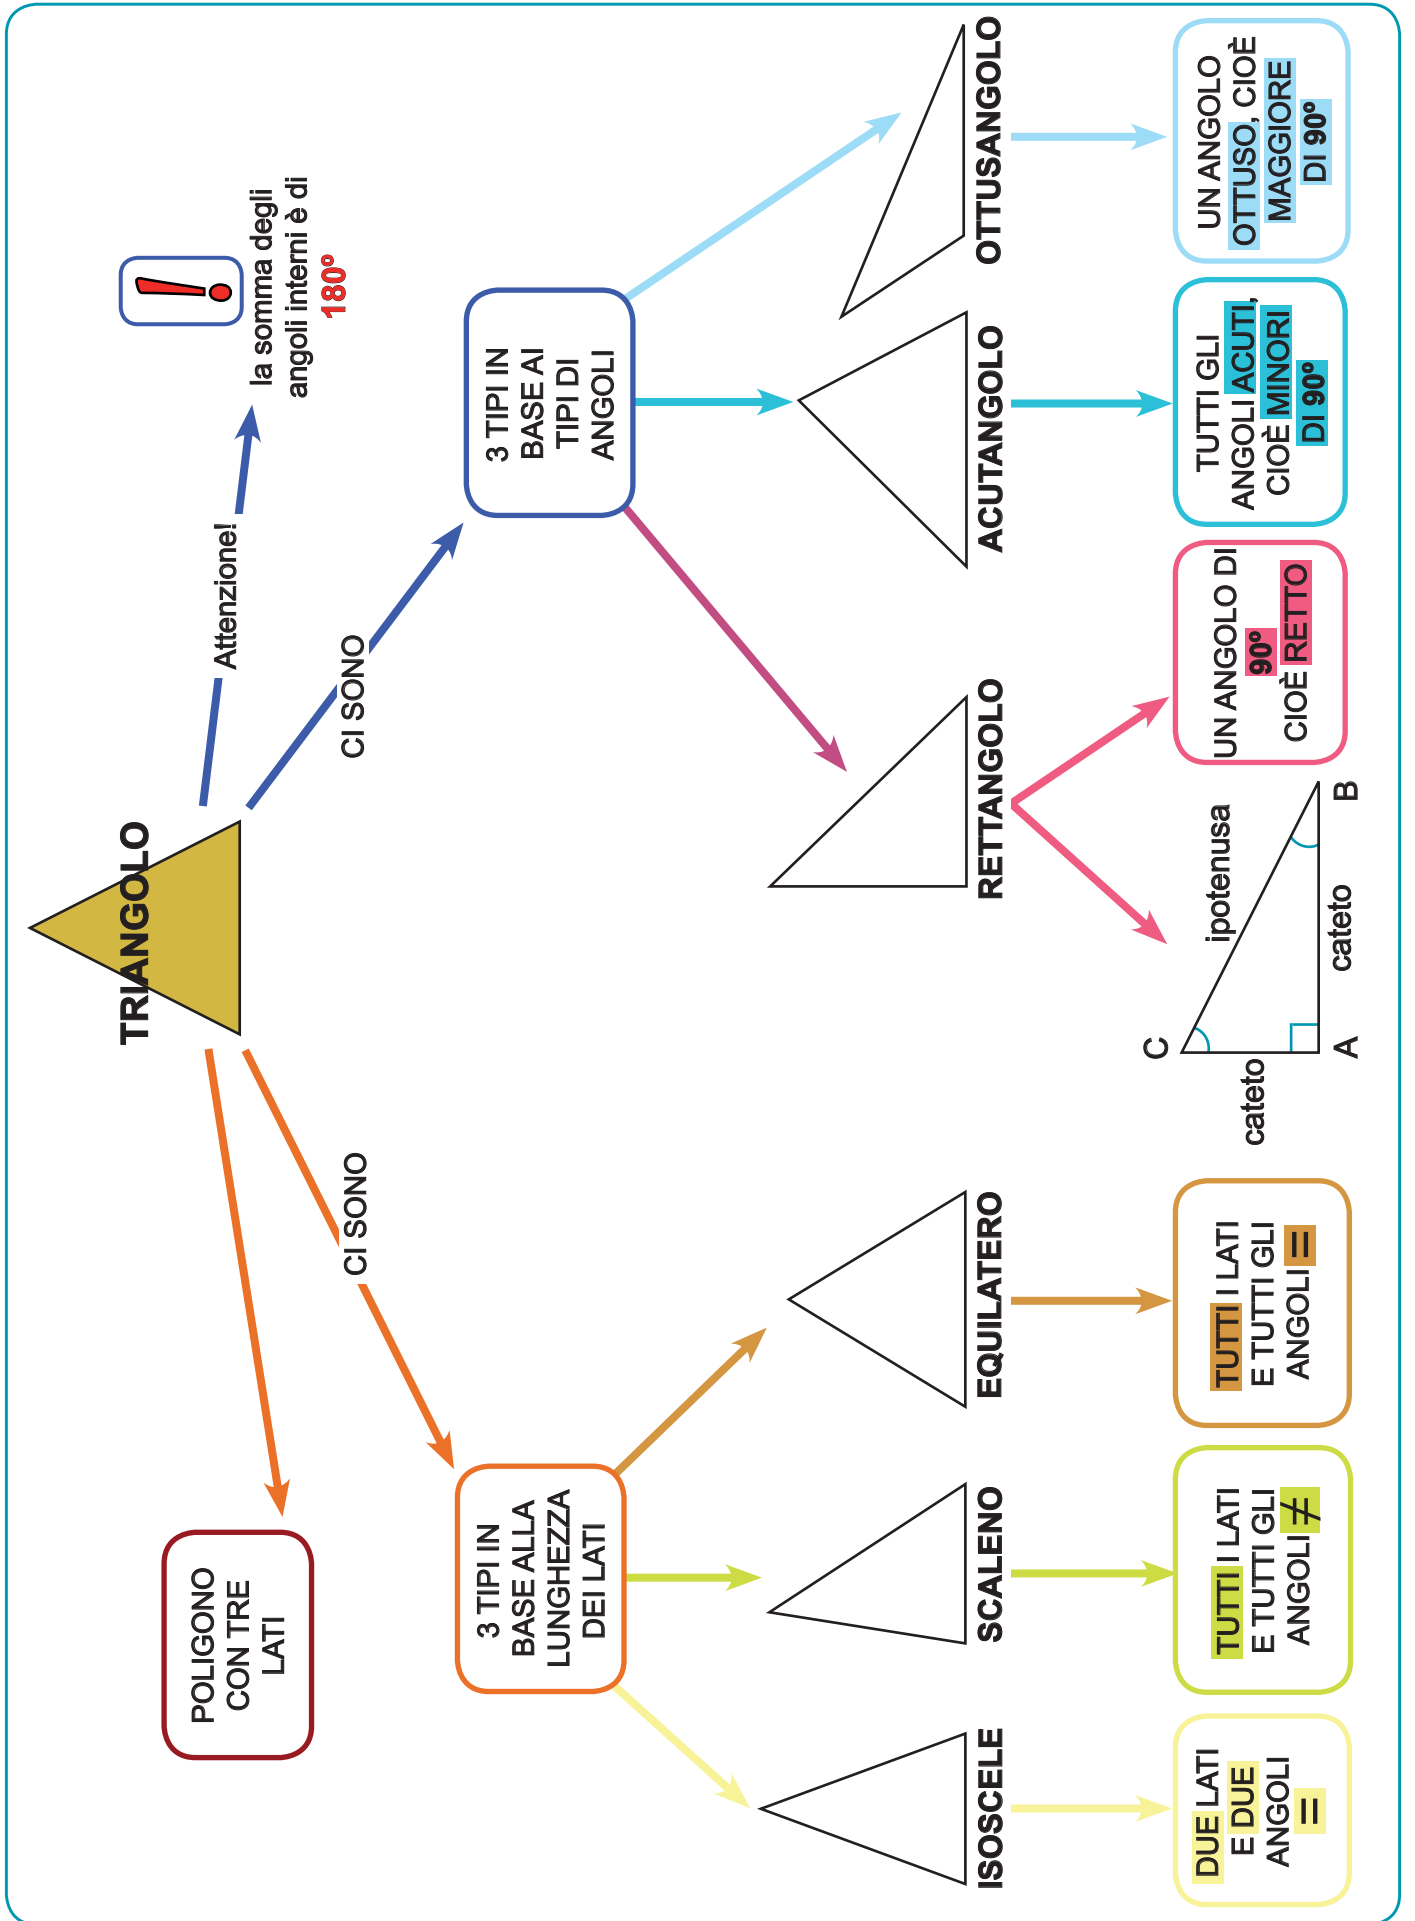 TRIANGOLO
Attenzione!
la somma degli
angoli interni è di
180°
POLIGONO
CON TRE
LATI
CI SONO
CI SONO
3 TIPI IN
BASE ALLA
LUNGHEZZA
DEI LATI
3 TIPI IN
BASE AI
TIPI DI
ANGOLI
ISOSCELE
SCALENO
EQUILATERO
RETTANGOLO
ACUTANGOLO
OTTUSANGOLO
DUE LATI
E DUE
ANGOLI
=
TUTTI I LATI
E TUTTI GLI
ANGOLI ≠
TUTTI I LATI
E TUTTI GLI
ANGOLI =
C
ipotenusa
cateto
A
cateto
B
UN ANGOLO DI
90°
CIOÈ RETTO
TUTTI GLI
ANGOLI ACUTI,
CIOÈ MINORI
DI 90°
UN ANGOLO
OTTUSO, CIOÈ
MAGGIORE
DI 90°